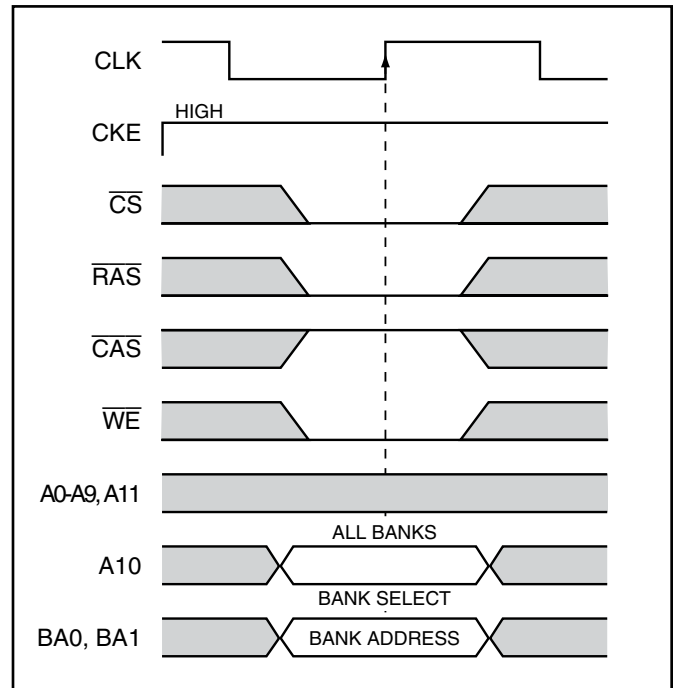 CLK
CKE HIGH
CS
RAS
CAS
WE
A0-A9, A11
ALL BANKS
A10
BANK SELECT
BA0, BA1 BANK ADDRESS